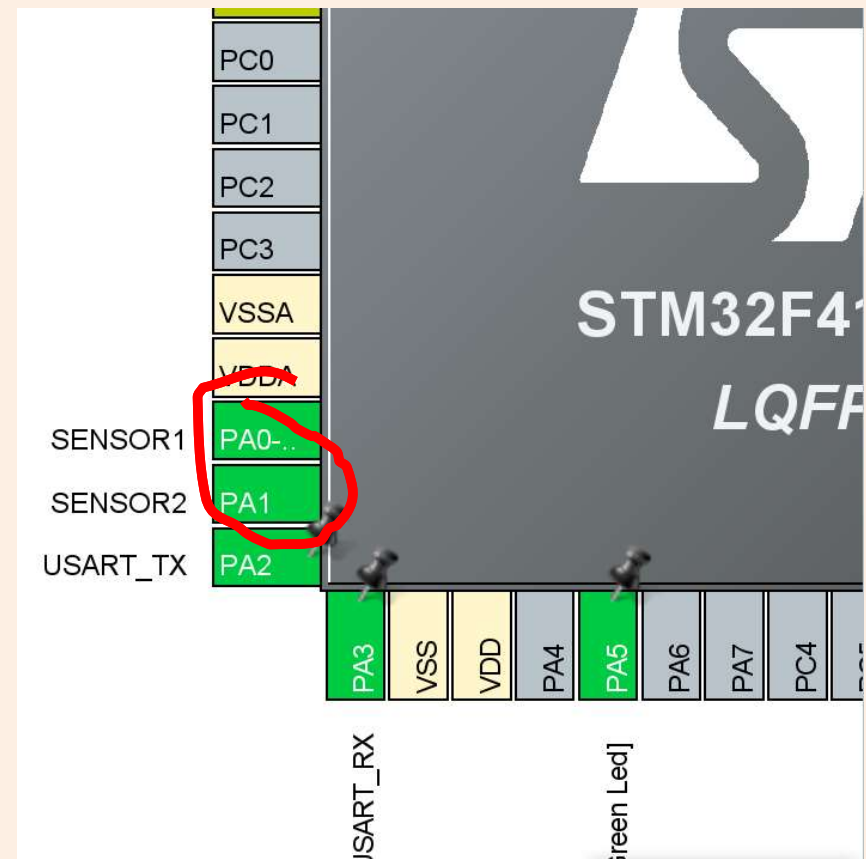 PC0
PC1
PC2
PC3
VSSA
VDDA
SENSOR1 PA0-..
SENSOR2 PA1
USART_TX PA2
STM32F41
LQFP
PA3
VSS
VDD
PA4
PA5
PA6
PA7
PC4
USART_RX
Green Led]